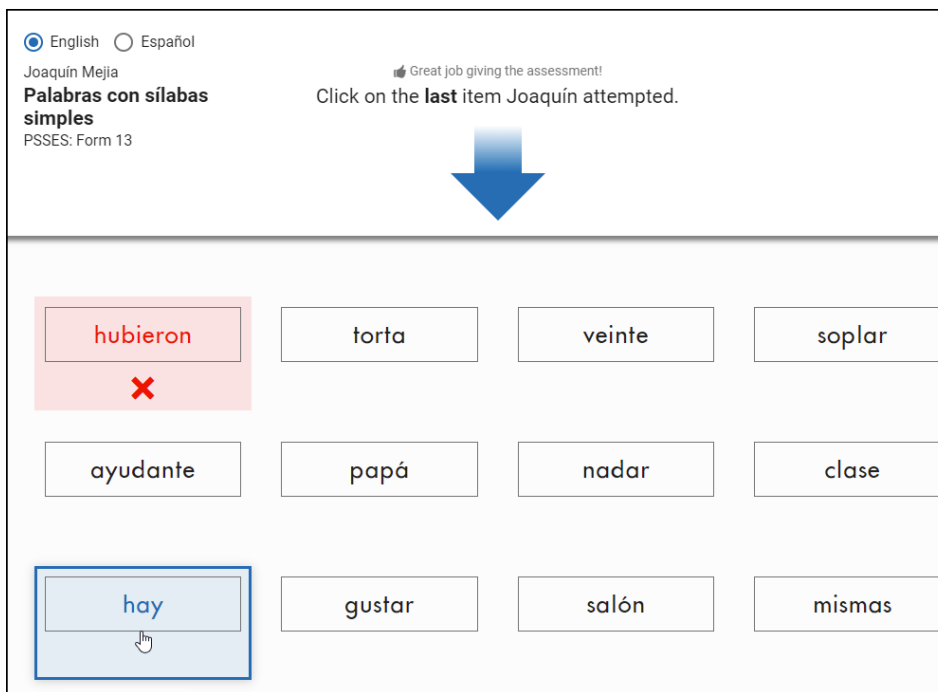 English Español
Joaquín Mejia
Palabras con sílabas
simples
PSSES: Form 13
Great job giving the assessment!
Click on the last item Joaquín attempted.
hubieron torta veinte soplar
ayudante papá nadar clase
hay gustar salón mismas